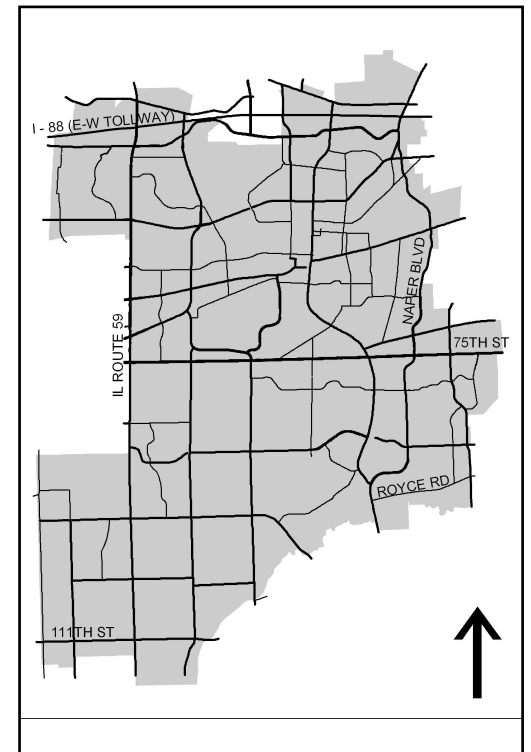 I - 88 (E-W TOLLWAY)
NAPER BLVD
IL ROUTE 59
75TH ST
ROYCE RD
111TH ST